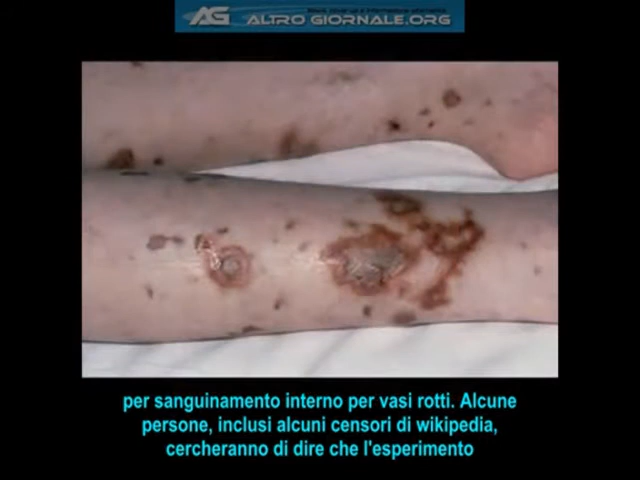 ALTRO GIORNALE.ORG
per sanguinamento interno per vasi rotti. Alcune
persone, inclusi alcuni censori di wikipedia,
cercheranno di dire che l'esperimento